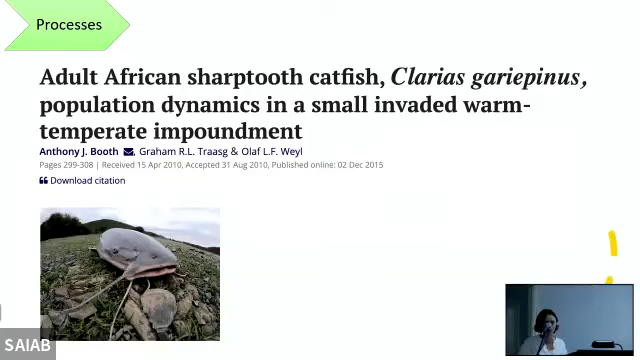 Processes
Adult African sharptooth catfish, Clarias gariepinus,
population dynamics in a small invaded warm-
temperate impoundment
Anthony J. Booth, Graham R.L. Traasg & Olaf L.F. Weyl
Pages 299-308 | Received 15 Apr 2010, Accepted 31 Aug 2010, Published online: 02 Dec 2015
Download citation
SAIAB